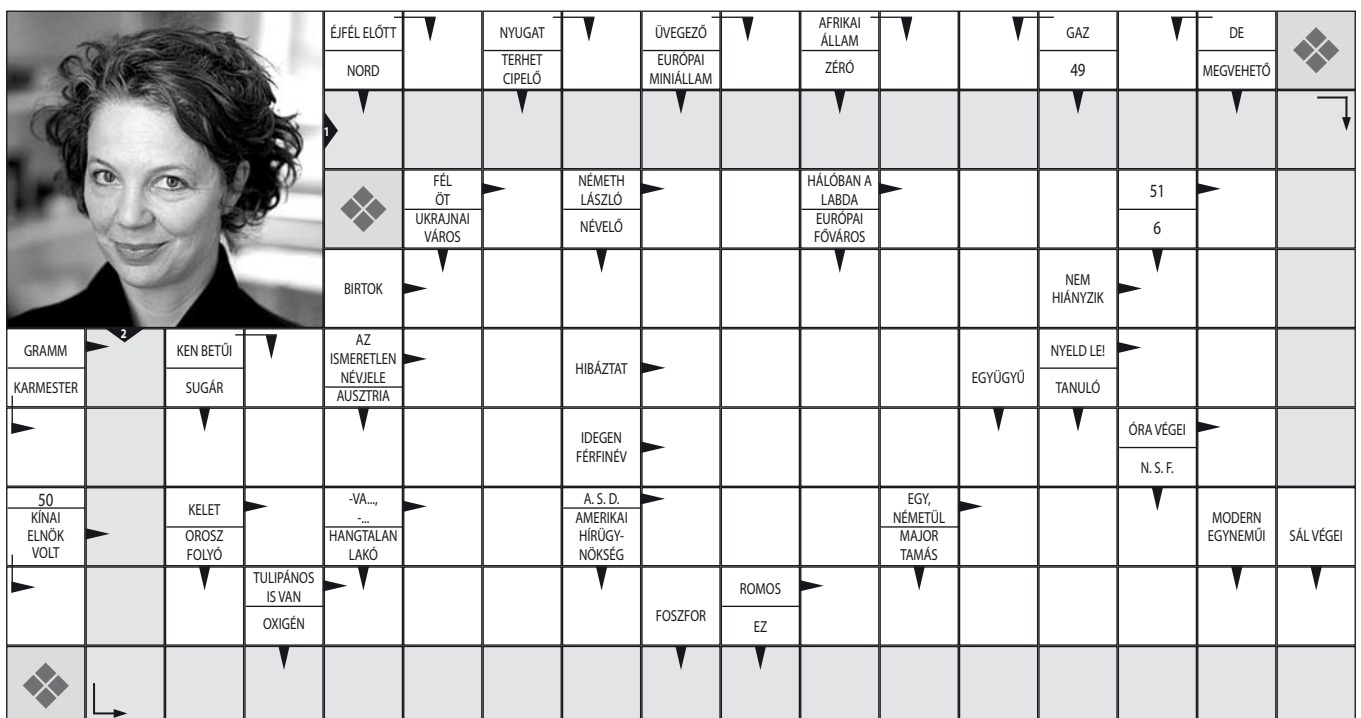 ÉJFÉL ELŐTT
NORD
NYUGAT
TERHET
CIPELŐ
ÜVEGEZŐ
EURÓPAI
MINIÁLLAM
AFRIKAI
ÁLLAM
ZÉRÓ
GAZ
49
DE
MEGVEHETŐ
1
FÉL
ÖT
UKRAJNAI
VÁROS
NÉMETH
LÁSZLÓ
NÉVELŐ
HÁLÓBAN A
LABDA
EURÓPAI
FŐVÁROS
51
6
BIRTOK
NEM
HIÁNYZIK
GRAMM
KARMESTER
2
KEN BETŰI
SUGÁR
AZ
ISMERETLEN
NÉVJELE
AUSZTRIA
HIBÁZTAT
EGYÜGYŰ
NYELD LE!
TANULÓ
IDEGEN
FÉRFINÉV
ÓRA VÉGEI
N. S. F.
50
KÍNAI
ELNÖK
VOLT
KELET
OROSZ
FOLYÓ
-VA...,
-...
HANGTALAN
LAKÓ
A. S. D.
AMERIKAI
HÍRÜGY-
NÖKSÉG
EGY,
NÉMETÜL
MAJOR
TAMÁS
MODERN
EGYNEMŰI
SÁL VÉGEI
TULIPÁNOS
IS VAN
OXIGÉN
FOSZFOR
ROMOS
EZ